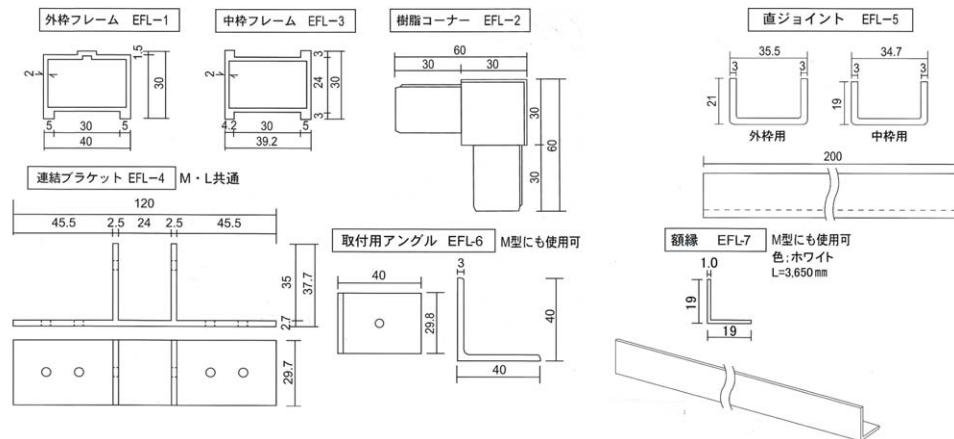 外枠フレーム EFL-1
1.5
2
30
5 30 5
40
中枠フレーム EFL-3
2
3
24
3
30
4.2 30 5
39.2
樹脂コーナー EFL-2
60
30 30
30
30
60
直ジョイント EFL-5
35.5
3 3
21
外枠用
34.7
3 3
19
中枠用
200
連結ブラケット EFL-4 M・L共通
120
45.5 2.5 24 2.5 45.5
35
37.7
2.7
29.7
取付用アングル EFL-6 M型にも使用可
40
29.8
3
40
40
額縁 EFL-7 M型にも使用可
色;ホワイト
L=3,650㎜
1.0
19
19